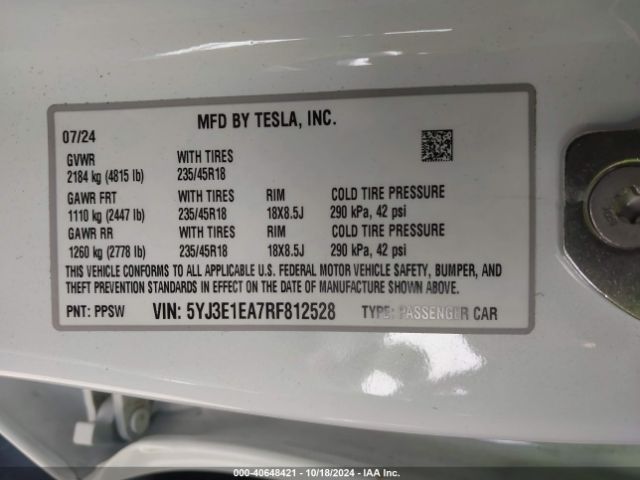 MFD BY TESLA, INC.
07/24
GVWR WITH TIRES
2184 kg (4815 lb) 235/45R18
GAWR FRT WITH TIRES RIM COLD TIRE PRESSURE
1110 kg (2447 lb) 235/45R18 18X8.5J 290 kPa, 42 psi
GAWR RR WITH TIRES RIM COLD TIRE PRESSURE
1260 kg (2778 lb) 235/45R18 18X8.5J 290 kPa, 42 psi
THIS VEHICLE CONFORMS TO ALL APPLICABLE U.S. FEDERAL MOTOR VEHICLE SAFETY, BUMPER, AND
THEFT PREVENTION STANDARDS IN EFFECT ON THE DATE OF MANUFACTURE SHOWN ABOVE.
PNT: PPSW VIN: 5YJ3E1EA7RF812528 TYPE: PASSENGER CAR
000-40648421 - 10/18/2024 - IAA Inc.